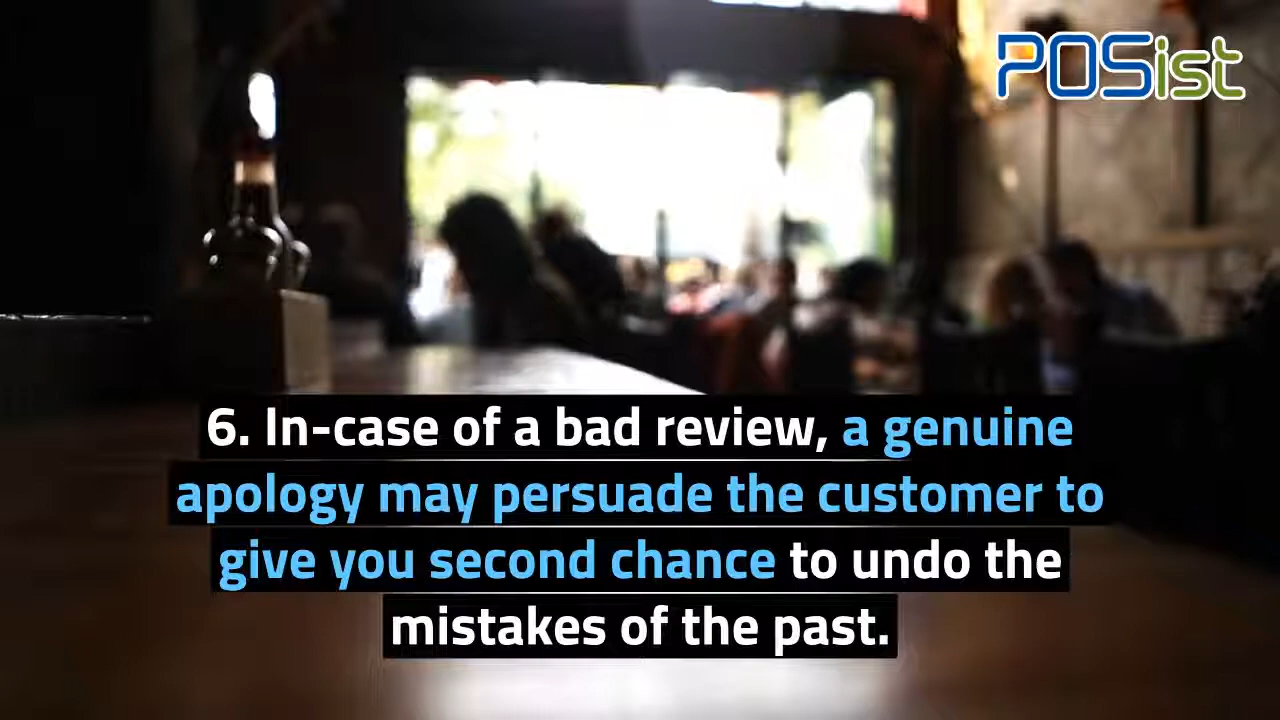 POSist
6. In-case of a bad review, a genuine
apology may persuade the customer to
give you second chance to undo the
mistakes of the past.